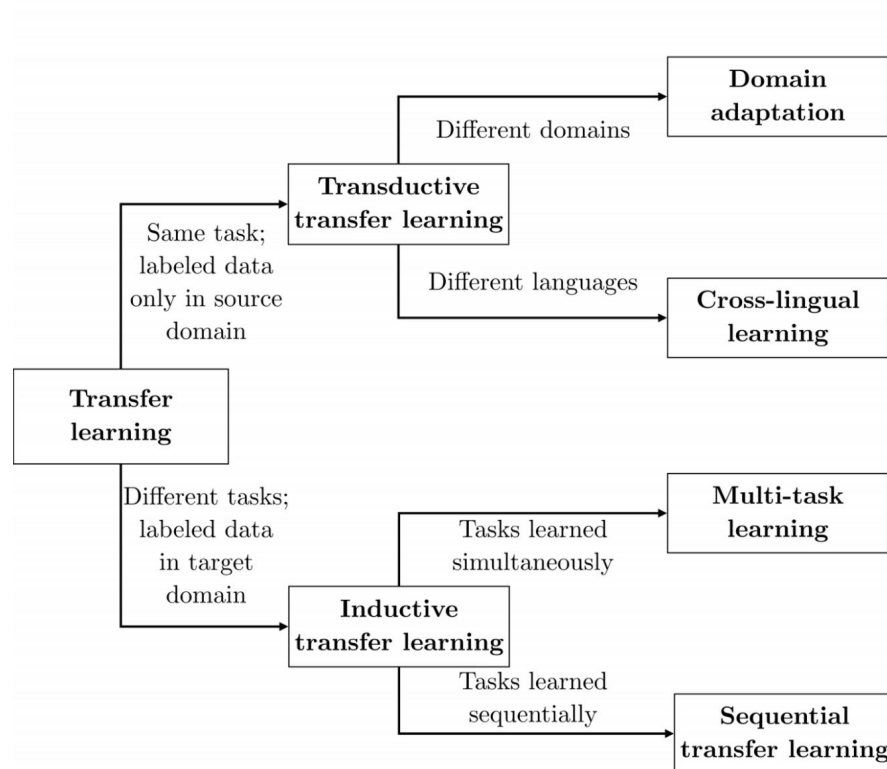 Domain
adaptation
Different domains
Transductive
transfer learning
Same task;
labeled data
only in source
domain
Different languages
Cross-lingual
learning
Transfer
learning
Different tasks;
labeled data
in target
domain
Multi-task
learning
Tasks learned
simultaneously
Inductive
transfer learning
Tasks learned
sequentially
Sequential
transfer learning